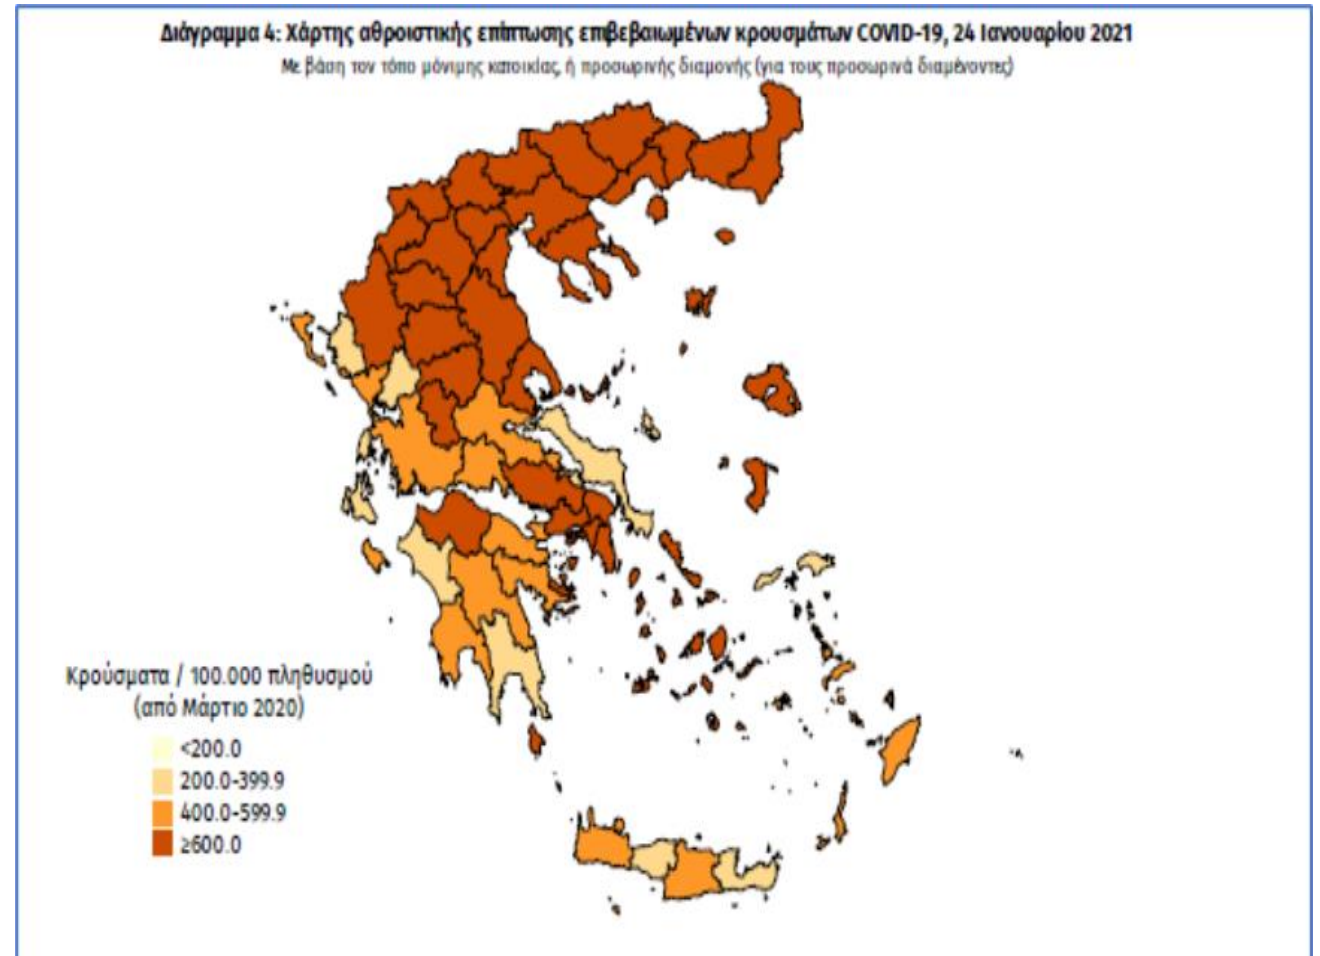 Διάγραμμα 4: Χάρτης αθροιστικής επίπτωσης επιβεβαιωμένων κρουσμάτων COVID-19, 24 Ιανουαρίου 2021
Με βάση τον τόπο μόνιμης κατοικίας, ή προσωρινής διαμονής (για τους προσωρινά διαμένοντες)
Κρούσματα / 100.000 πληθυσμού
(από Μάρτιο 2020)
<200.0
200.0-399.9
400.0-599.9
≥600.0